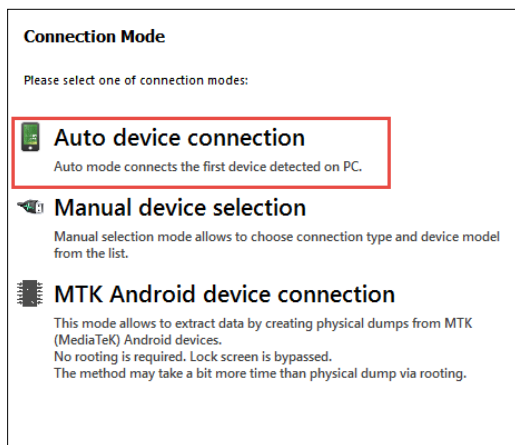 Connection Mode
Please select one of connection modes:
Auto device connection
Auto mode connects the first device detected on PC.
Manual device selection
Manual selection mode allows to choose connection type and device model
from the list.
MTK Android device connection
This mode allows to extract data by creating physical dumps from MTK
(MediaTeK) Android devices.
No rooting is required. Lock screen is bypassed.
The method may take a bit more time than physical dump via rooting.